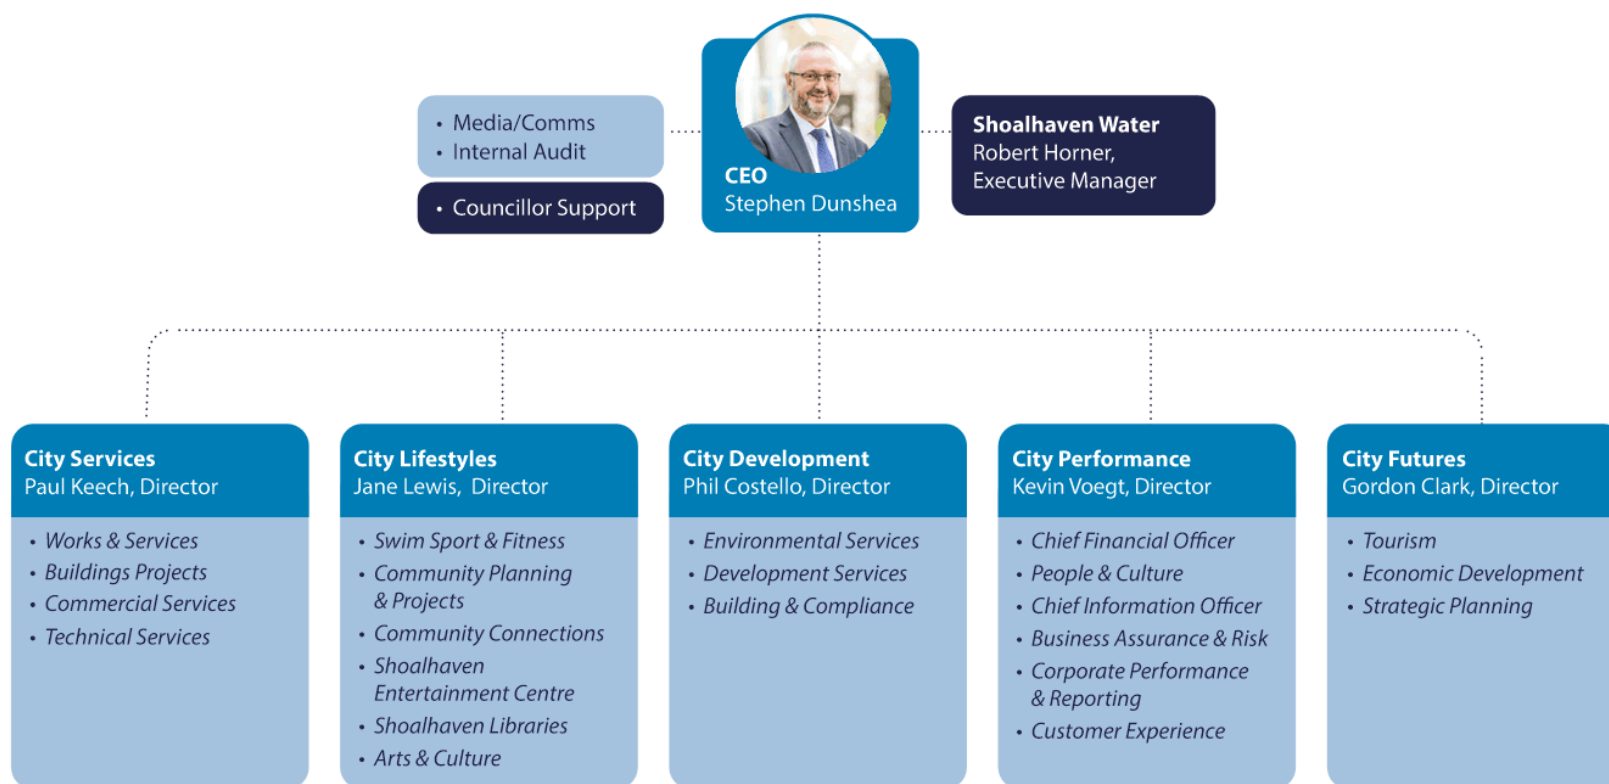 • Media/Comms
• Internal Audit
• Councillor Support
CEO
Stephen Dunshea
Shoalhaven Water
Robert Horner,
Executive Manager
City Services
Paul Keech, Director
• Works & Services
• Buildings Projects
• Commercial Services
• Technical Services
City Lifestyles
Jane Lewis, Director
• Swim Sport & Fitness
• Community Planning
& Projects
• Community Connections
• Shoalhaven
Entertainment Centre
• Shoalhaven Libraries
• Arts & Culture
City Development
Phil Costello, Director
• Environmental Services
• Development Services
• Building & Compliance
City Performance
Kevin Voegt, Director
• Chief Financial Officer
• People & Culture
• Chief Information Officer
• Business Assurance & Risk
• Corporate Performance
& Reporting
• Customer Experience
City Futures
Gordon Clark, Director
• Tourism
• Economic Development
• Strategic Planning